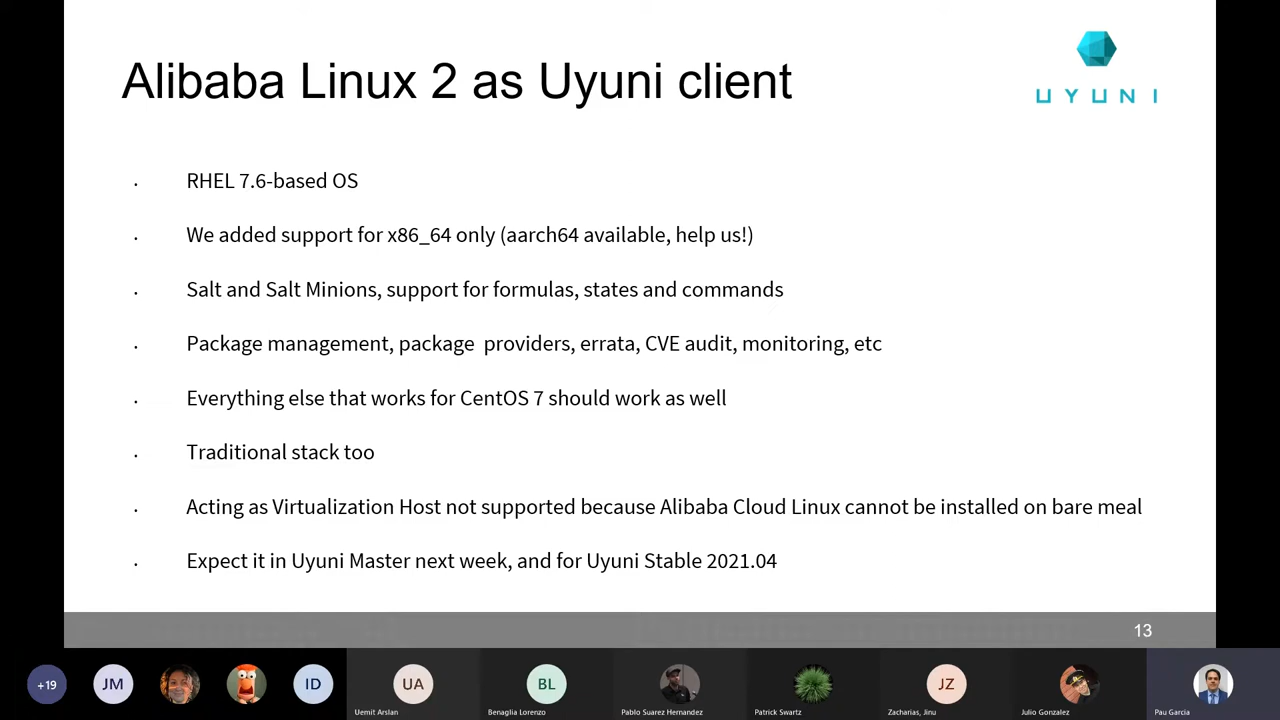 Alibaba Linux 2 as Uyuni client
UYUNI
RHEL 7.6-based OS
We added support for x86_64 only (aarch64 available, help us!)
Salt and Salt Minions, support for formulas, states and commands
Package management, package  providers, errata, CVE audit, monitoring, etc
Everything else that works for CentOS 7 should work as well
Traditional stack too
Acting as Virtualization Host not supported because Alibaba Cloud Linux cannot be installed on bare meal
Expect it in Uyuni Master next week, and for Uyuni Stable 2021.04
13
+19
JM
ID
UA
BL
JZ
Uemit Arslan
Benaglia Lorenzo
Pablo Suarez Hernandez
Patrick Swartz
Zacharias, Jinu
Julio Gonzalez
Pau Garcia